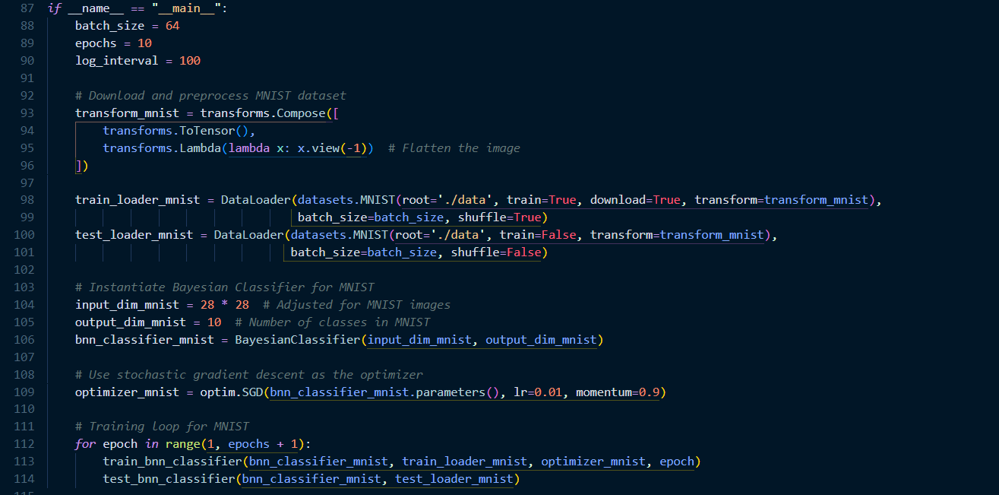 87 if __name__ == "__main__":
88     batch_size = 64
89     epochs = 10
90     log_interval = 100
91
92     # Download and preprocess MNIST dataset
93     transform_mnist = transforms.Compose([
94         transforms.ToTensor(),
95         transforms.Lambda(lambda x: x.view(-1))  # Flatten the image
96     ])
97
98     train_loader_mnist = DataLoader(datasets.MNIST(root='./data', train=True, download=True, transform=transform_mnist),
99                                     batch_size=batch_size, shuffle=True)
100     test_loader_mnist = DataLoader(datasets.MNIST(root='./data', train=False, transform=transform_mnist),
101                                    batch_size=batch_size, shuffle=False)
102
103     # Instantiate Bayesian Classifier for MNIST
104     input_dim_mnist = 28 * 28  # Adjusted for MNIST images
105     output_dim_mnist = 10  # Number of classes in MNIST
106     bnn_classifier_mnist = BayesianClassifier(input_dim_mnist, output_dim_mnist)
107
108     # Use stochastic gradient descent as the optimizer
109     optimizer_mnist = optim.SGD(bnn_classifier_mnist.parameters(), lr=0.01, momentum=0.9)
110
111     # Training loop for MNIST
112     for epoch in range(1, epochs + 1):
113         train_bnn_classifier(bnn_classifier_mnist, train_loader_mnist, optimizer_mnist, epoch)
114         test_bnn_classifier(bnn_classifier_mnist, test_loader_mnist)
115